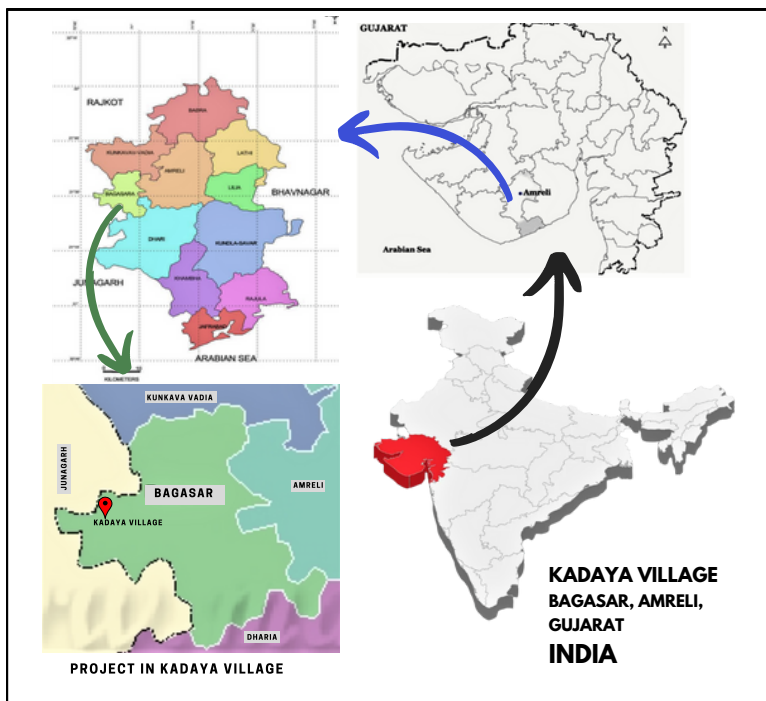 GUJARAT
N
Amreli
Arabian Sea
RAJKOT
BABRA
KUNKAVAV-VADIA
LATHI
AMRELI
LILIA
BAGASARA
BHAVNAGAR
DHARI
KUNDLA-SAVAR
JUNAGARH
KHAMBHA
RAJULA
JAFRABAD
ARABIAN SEA
KILOMETERS
KUNKAVA VADIA
JUNAGARH
BAGASAR
AMRELI
KADAYA VILLAGE
DHARIA
PROJECT IN KADAYA VILLAGE
KADAYA VILLAGE
BAGASAR, AMRELI,
GUJARAT
INDIA